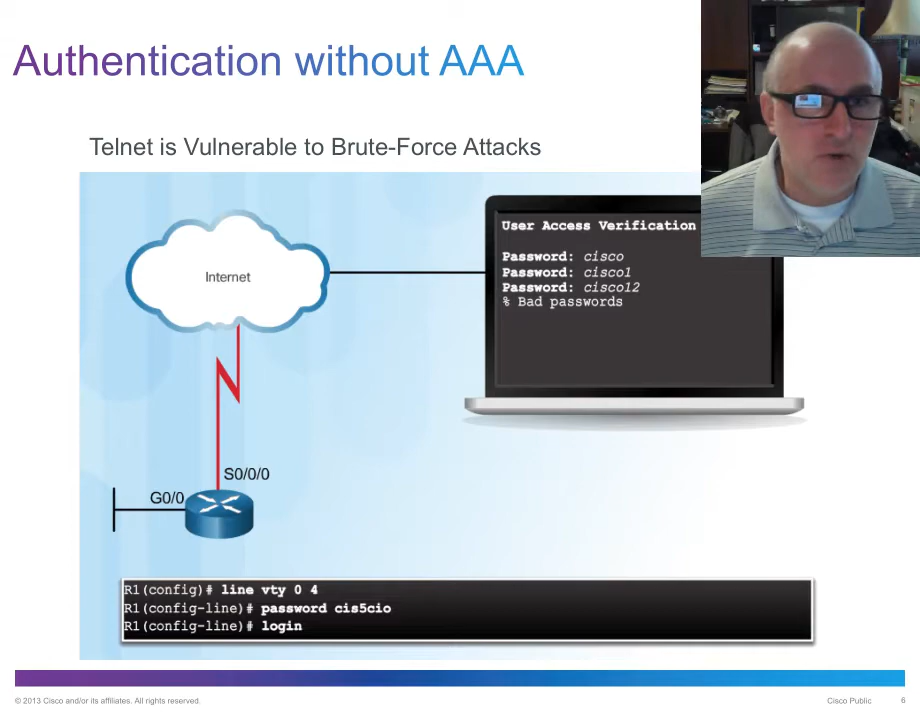 Authentication without AAA
Telnet is Vulnerable to Brute-Force Attacks
User Access Verification
Password: cisco
Password: cisco1
Password: cisco12
% Bad passwords
Internet
S0/0/0
G0/0
R1(config)# line vty 0 4
R1(config-line)# password cis5cio
R1(config-line)# login
© 2013 Cisco and/or its affiliates. All rights reserved.
Cisco Public
6